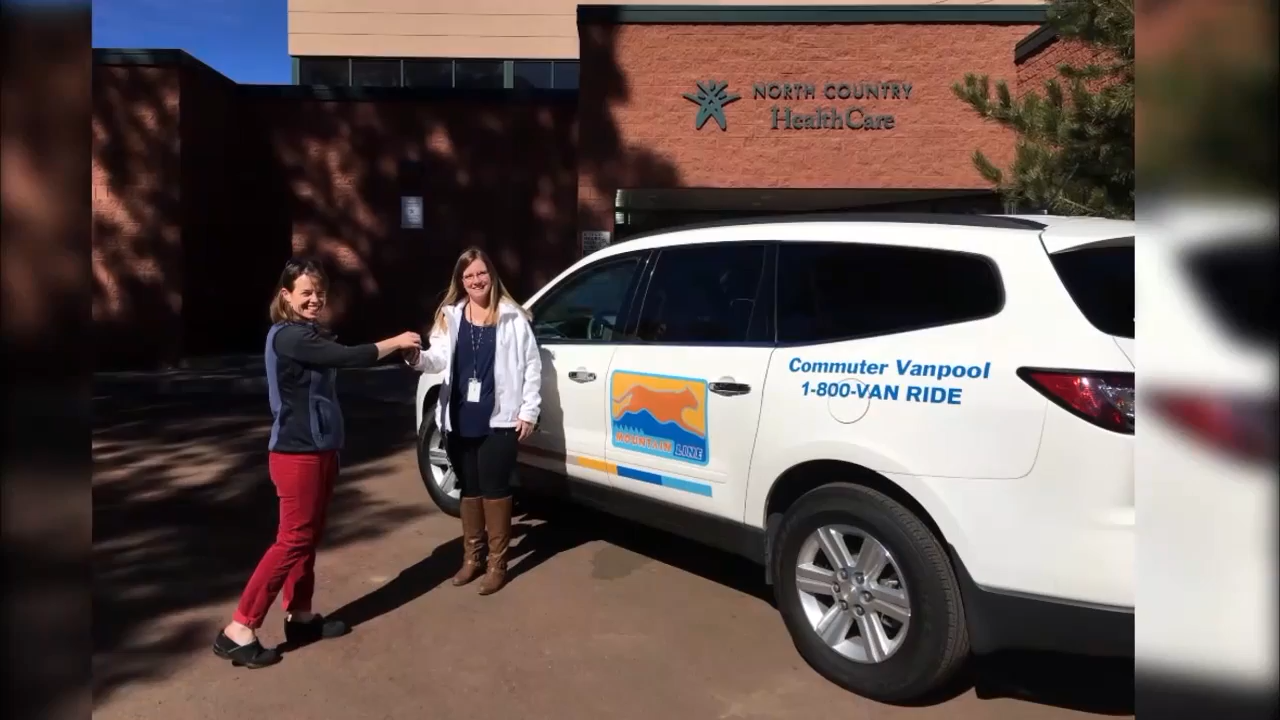 NORTH COUNTRY
HealthCare
Commuter Vanpool
1-800-VAN RIDE
MOUNTAIN LINE